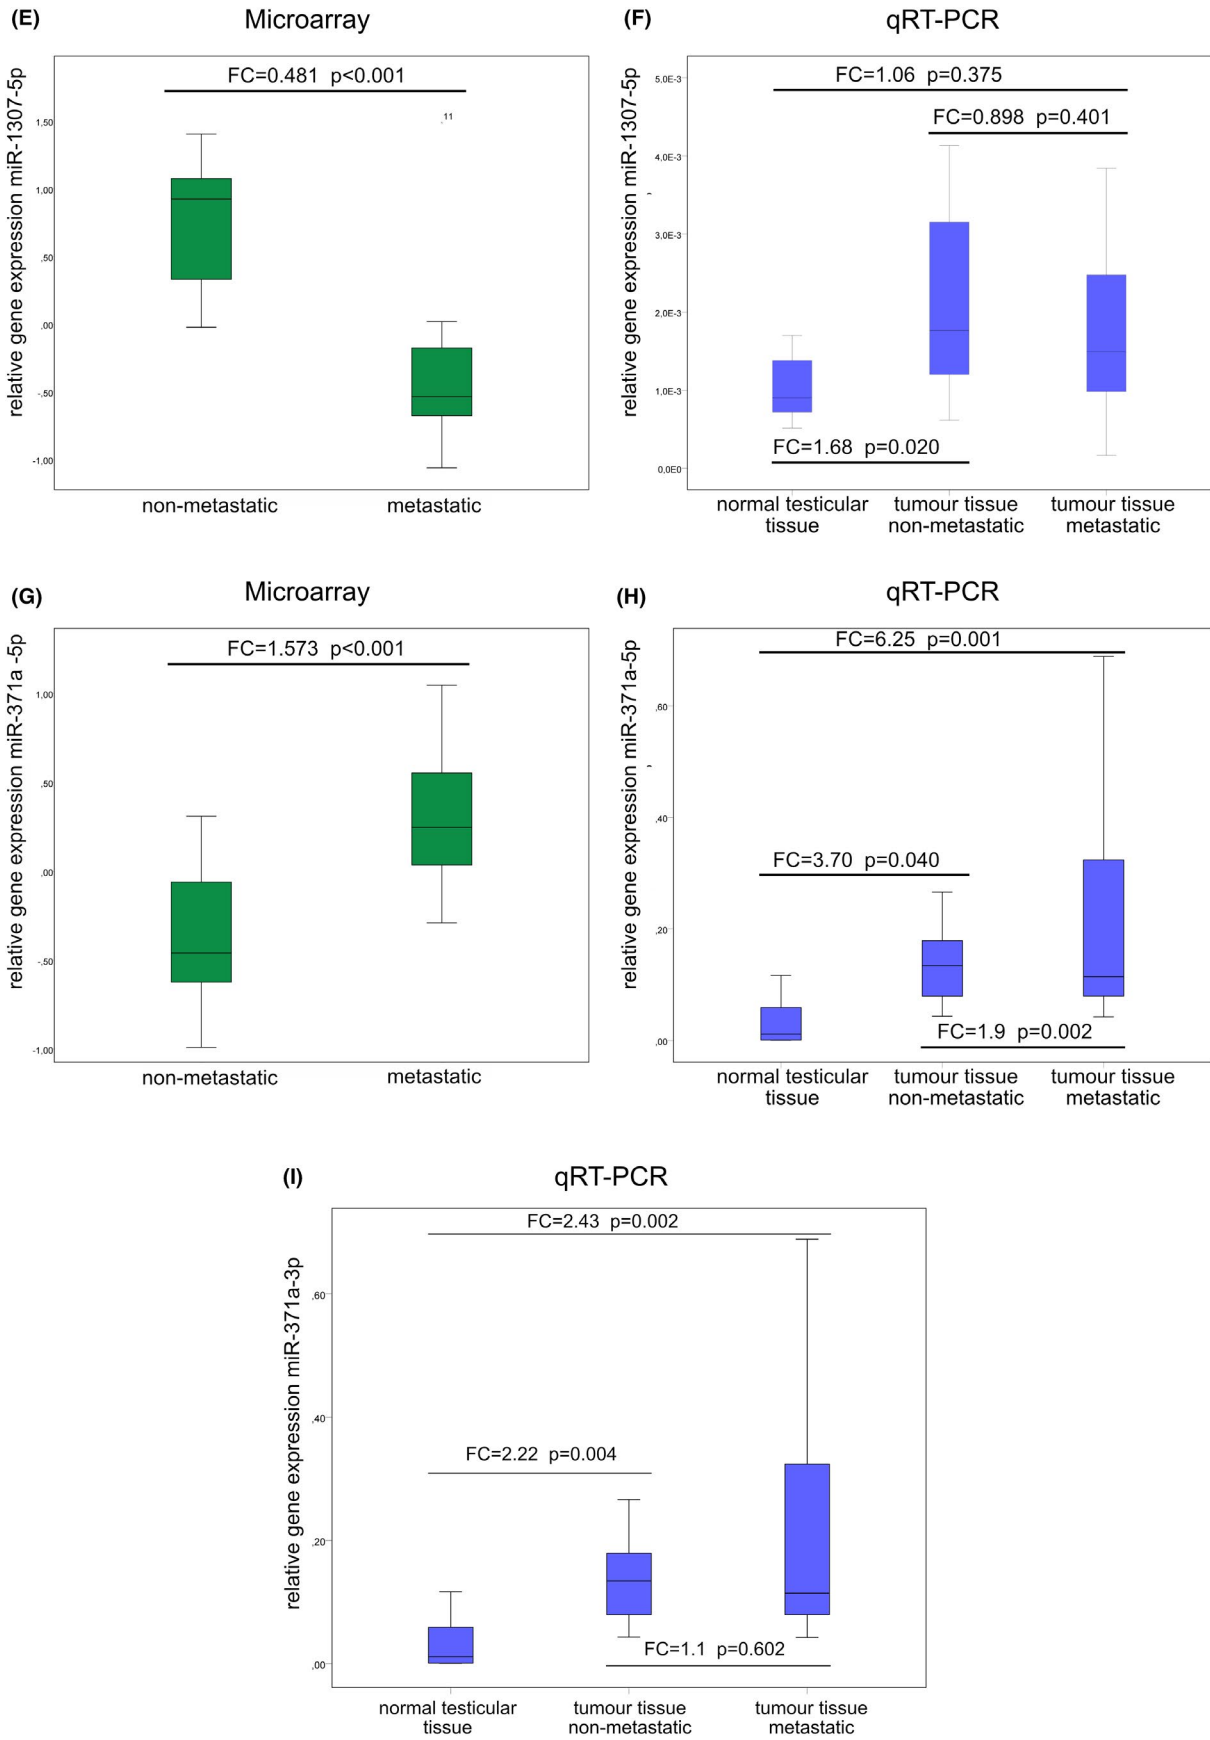 (E)
Microarray
relative gene expression miR-1307-5p
FC=0.481 p<0.001
11
1,50
1,00
,50
,00
-,50
-1,00
non-metastatic
metastatic
(F)
qRT-PCR
relative gene expression miR-1307-5p
FC=1.06 p=0.375
FC=0.898 p=0.401
5,0E-3
4,0E-3
3,0E-3
2,0E-3
1,0E-3
0,0E0
FC=1.68 p=0.020
normal testicular
tissue
tumour tissue
non-metastatic
tumour tissue
metastatic
(G)
Microarray
relative gene expression miR-371a -5p
FC=1.573 p<0.001
1,00
,50
,00
-,50
-1,00
non-metastatic
metastatic
(H)
qRT-PCR
relative gene expression miR-371a-5p
FC=6.25 p=0.001
,60
,40
FC=3.70 p=0.040
,20
,00
FC=1.9 p=0.002
normal testicular
tissue
tumour tissue
non-metastatic
tumour tissue
metastatic
(I)
qRT-PCR
relative gene expression miR-371a-3p
FC=2.43 p=0.002
,60
,40
FC=2.22 p=0.004
,20
,00
FC=1.1 p=0.602
normal testicular
tissue
tumour tissue
non-metastatic
tumour tissue
metastatic